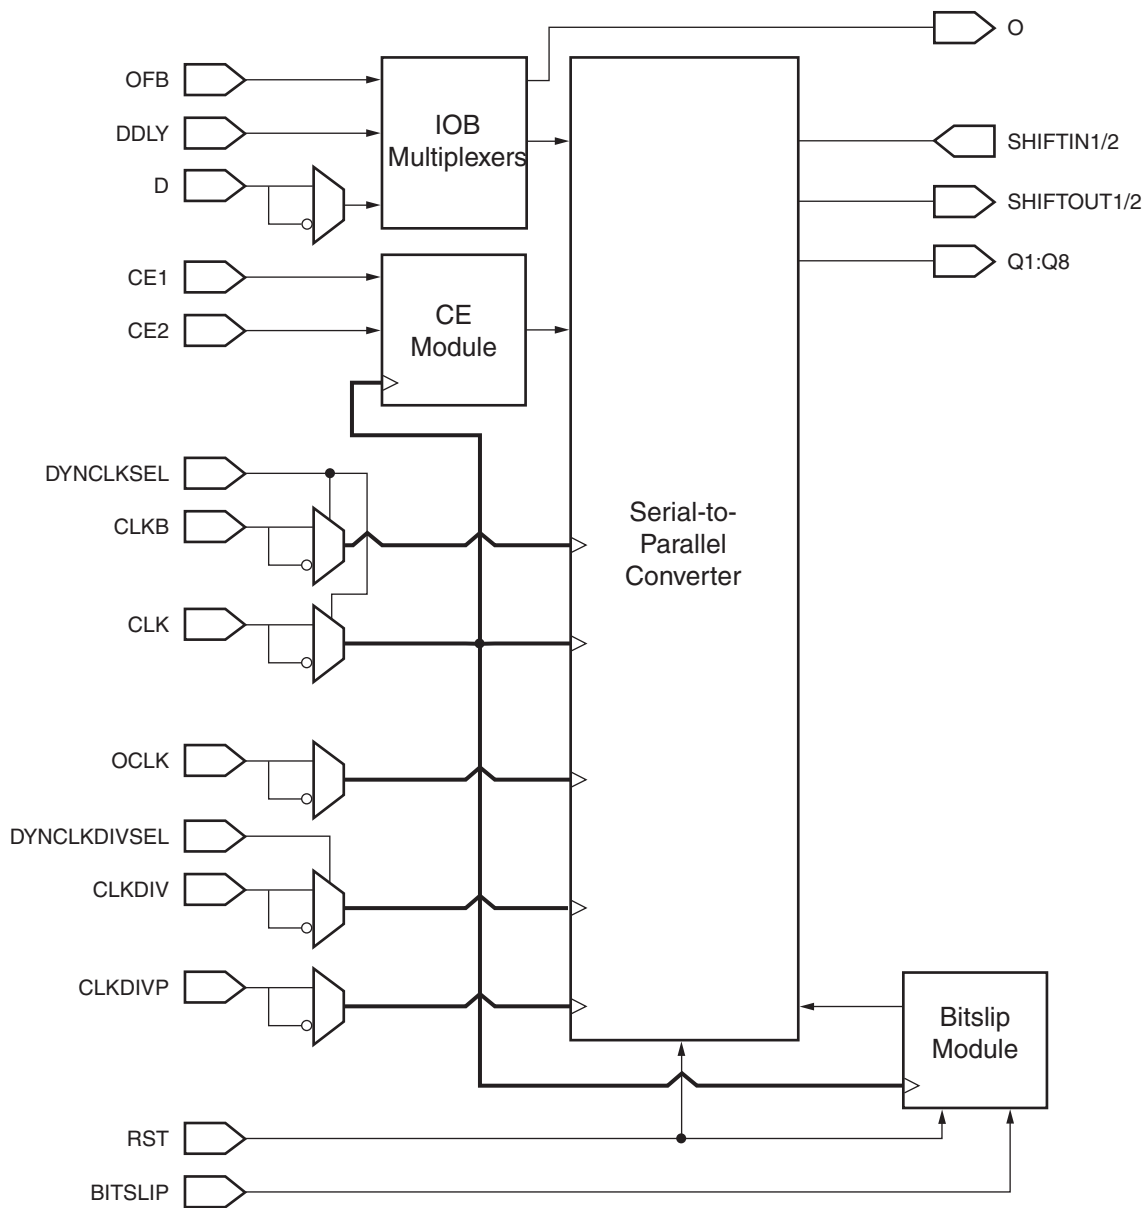 O
OFB
IOB
Multiplexers
DDLY
SHIFTIN1/2
D
SHIFTOUT1/2
Q1:Q8
CE1
CE
Module
CE2
DYNCLKSEL
CLKB
Serial-to-
Parallel
Converter
CLK
OCLK
DYNCLKDIVSEL
CLKDIV
CLKDIVP
Bitslip
Module
RST
BITSLIP